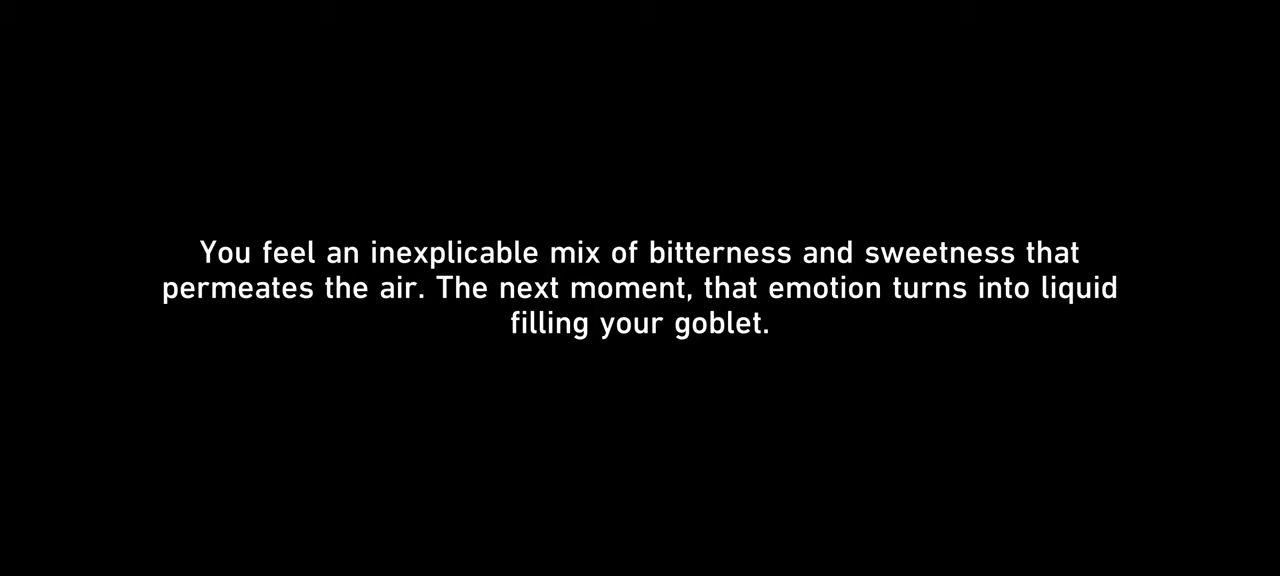 You feel an inexplicable mix of bitterness and sweetness that
permeates the air. The next moment, that emotion turns into liquid
filling your goblet.